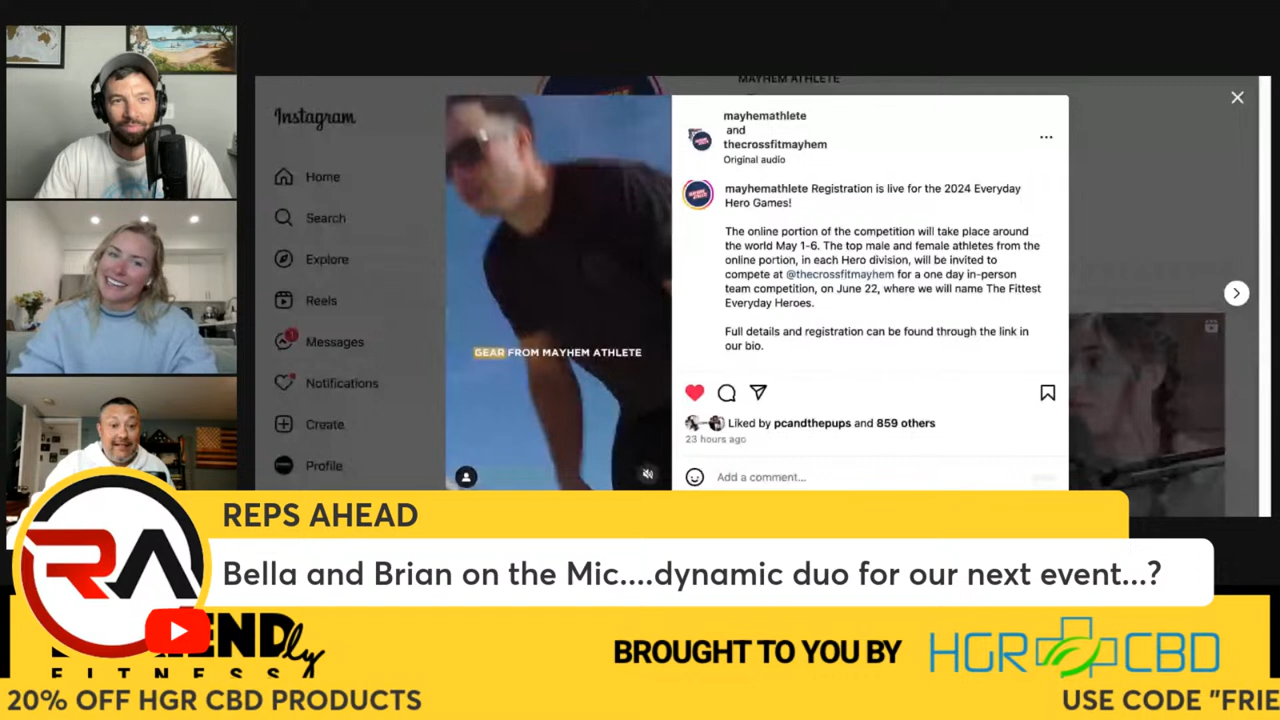 MAYHEM ATHLETE
Instagram
Home
Search
Explore
Reels
1
Messages
Notifications
Create
Profile
GEAR FROM MAYHEM ATHLETE
mayhemathlete
and
thecrossfitmayhem
Original audio
mayhemathlete Registration is live for the 2024 Everyday
Hero Games!
The online portion of the competition will take place around
the world May 1-6. The top male and female athletes from the
online portion, in each Hero division, will be invited to
compete at @thecrossfitmayhem for a one day in-person
team competition, on June 22, where we will name The Fittest
Everyday Heroes.
Full details and registration can be found through the link in
our bio.
Liked by pcandthepups and 859 others
23 hours ago
Add a comment...
RA
REPS AHEAD
Bella and Brian on the Mic....dynamic duo for our next event...?
ENDly
FITNESS
BROUGHT TO YOU BY
HGR CBD
20% OFF HGR CBD PRODUCTS
USE CODE "FRIE